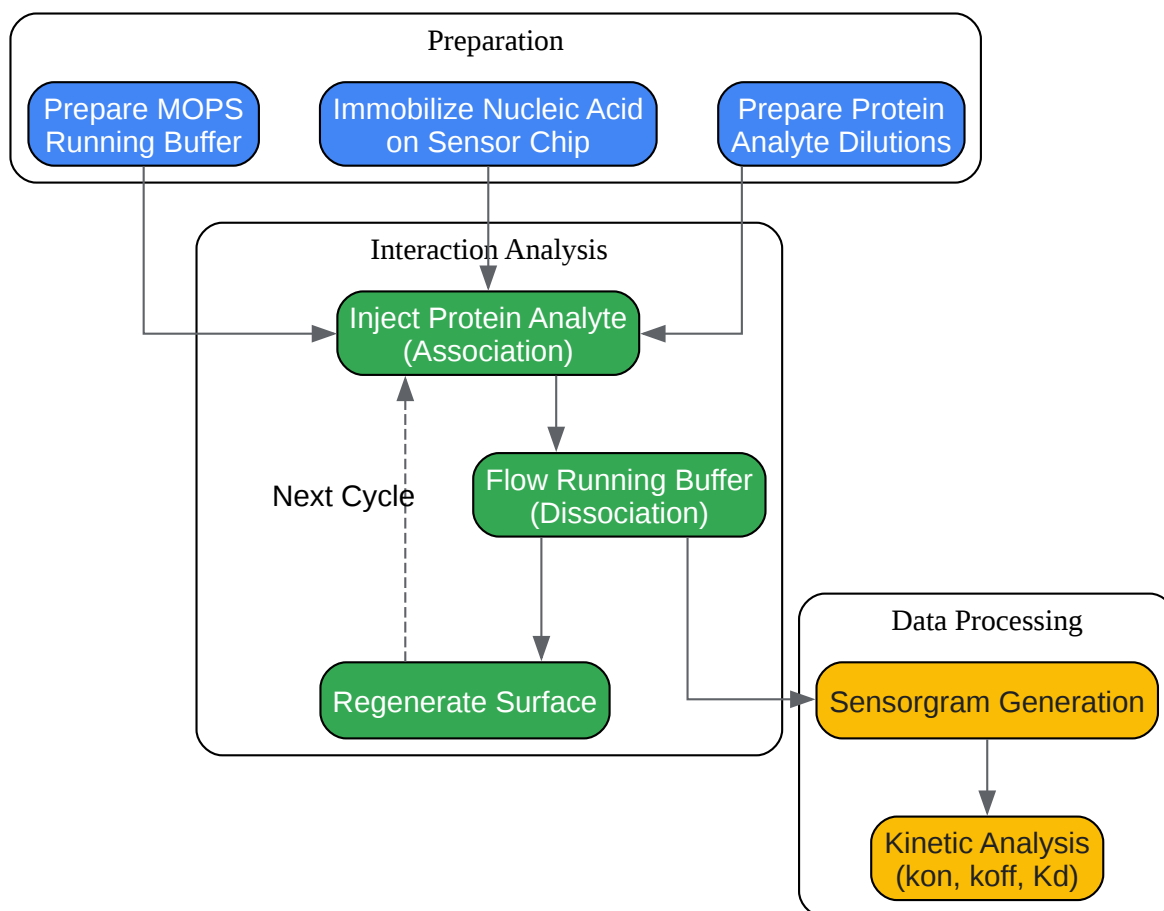 Preparation
Prepare MOPS
Running Buffer
Immobilize Nucleic Acid
on Sensor Chip
Prepare Protein
Analyte Dilutions
Interaction Analysis
Inject Protein Analyte
(Association)
Flow Running Buffer
(Dissociation)
Next Cycle
Regenerate Surface
Data Processing
Sensorgram Generation
Kinetic Analysis
(kon, koff, Kd)